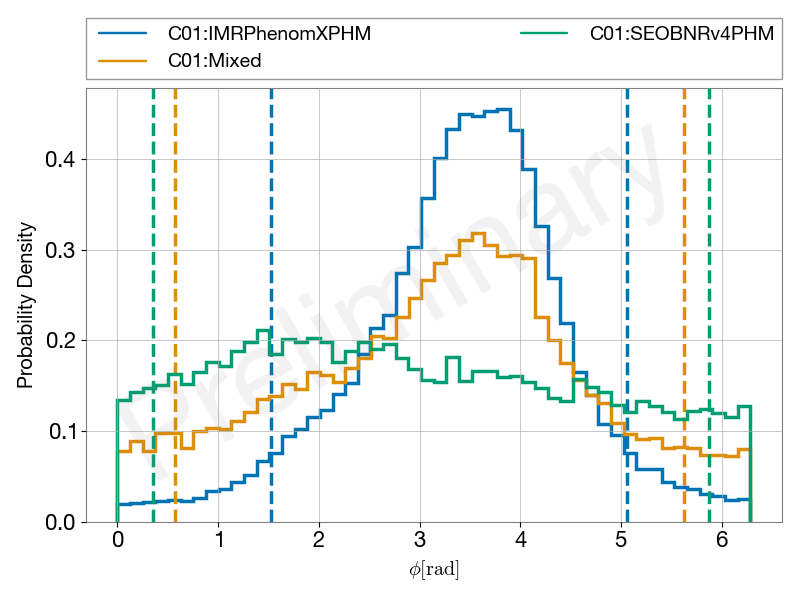 C01:IMRPhenomXPHM
C01:SEOBNRv4PHM
C01:Mixed
Preliminary
Probability Density
0.4
0.3
0.2
0.1
0.0
0 1 2 3 4 5 6
ϕ[rad]